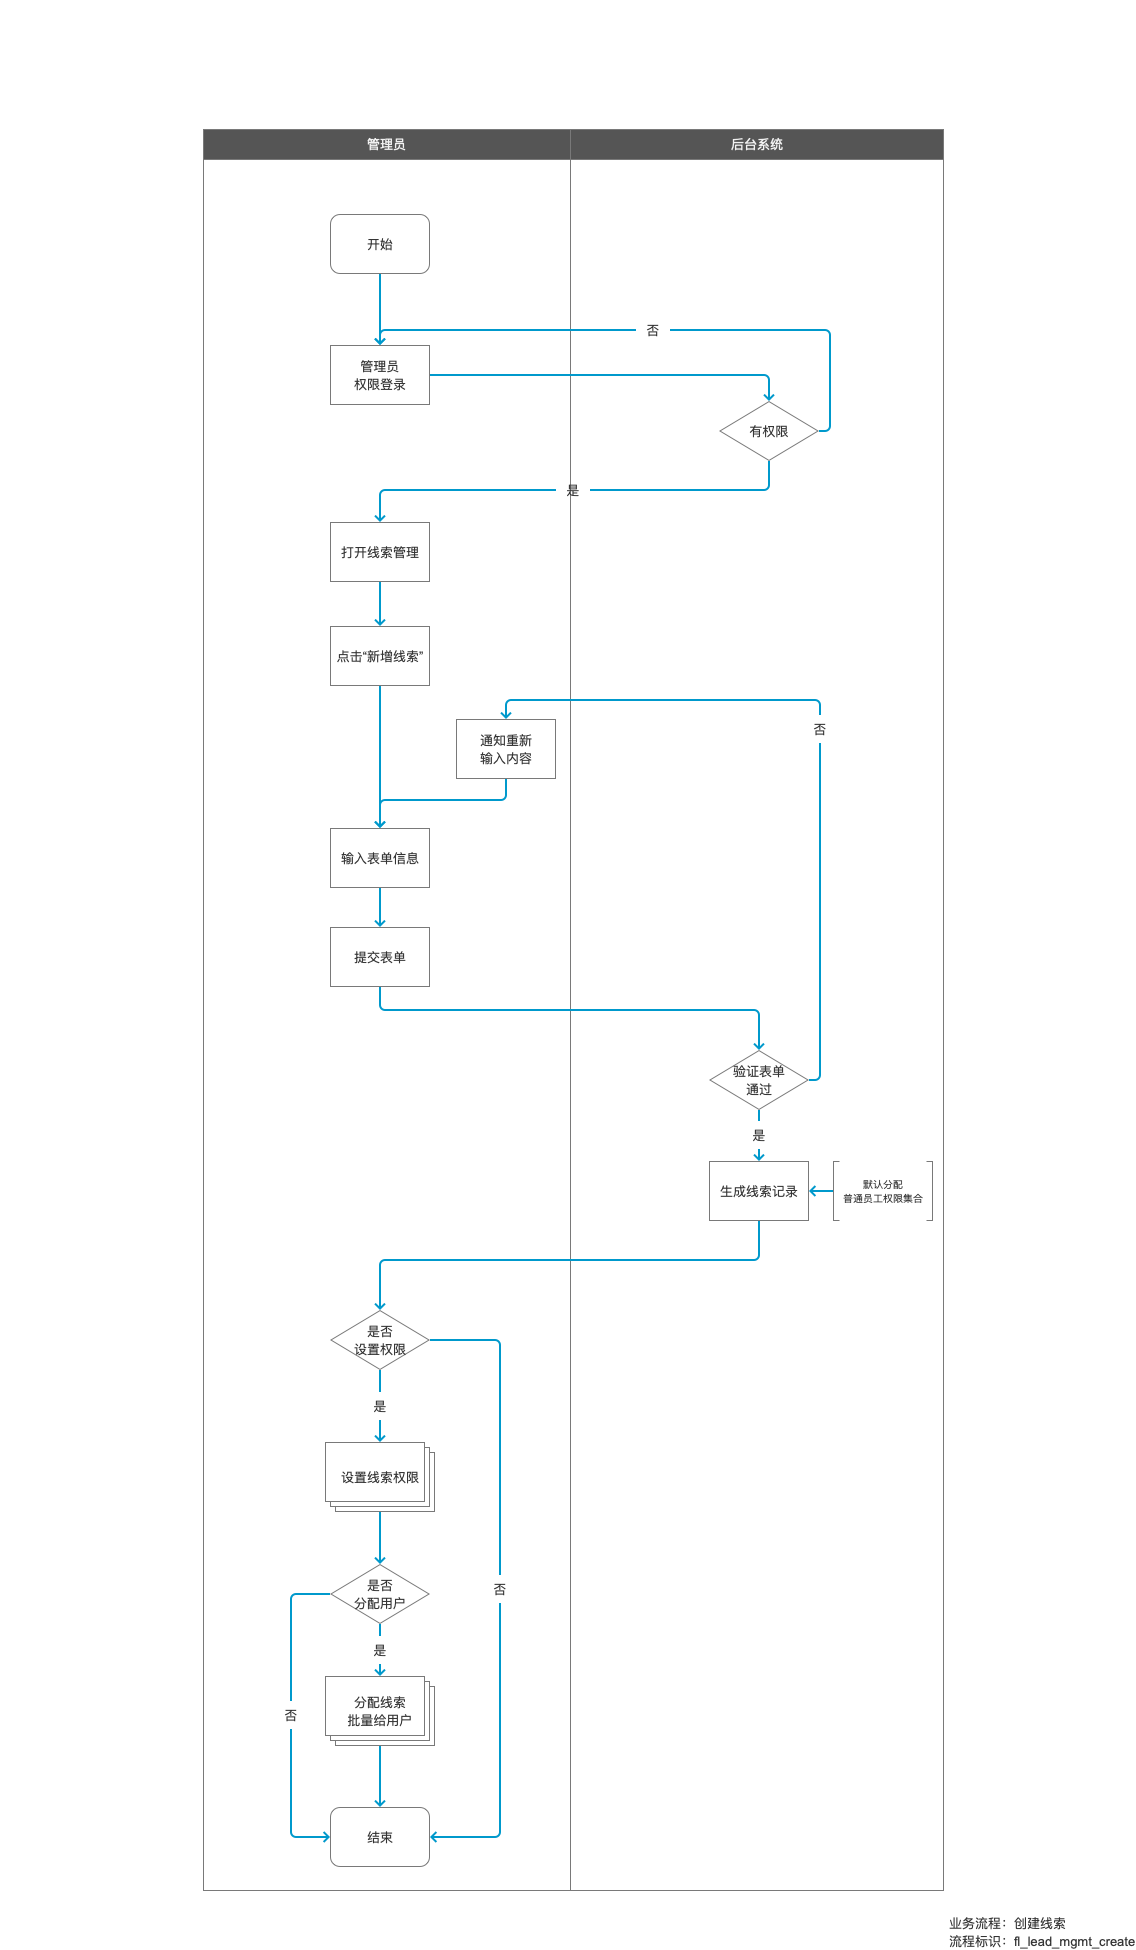 管理员
后台系统
开始
否
管理员
权限登录
有权限
是
打开线索管理
点击“新增线索”
通知重新
输入内容
否
输入表单信息
提交表单
验证表单
通过
是
生成线索记录
默认分配
普通员工权限集合
是否
设置权限
是
设置线索权限
是否
分配用户
否
是
分配线索
批量给用户
否
结束
业务流程：创建线索
流程标识：fl_lead_mgmt_create